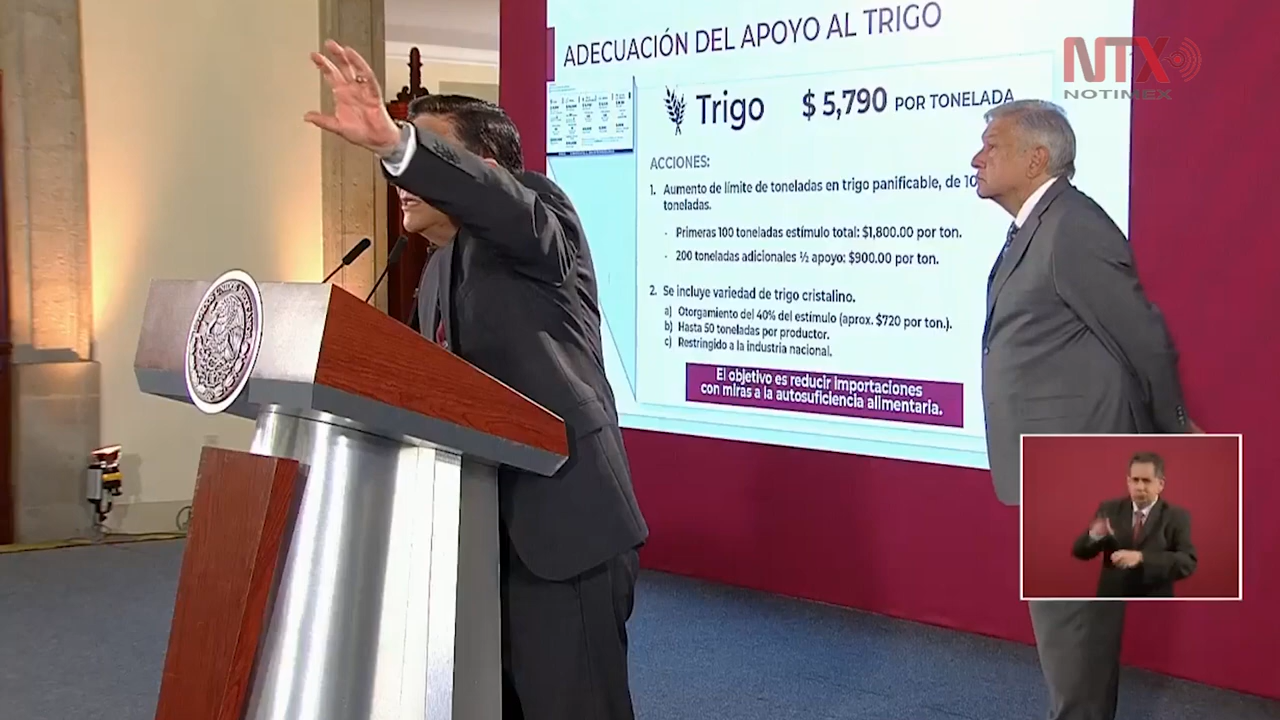 ADECUACIÓN DEL APOYO AL TRIGO
NTX
NOTIMEX
Trigo $ 5,790 POR TONELADA
ACCIONES:
1. Aumento de límite de toneladas en trigo panificable, de 10
toneladas.
· Primeras 100 toneladas estímulo total: $1,800.00 por ton.
· 200 toneladas adicionales ½ apoyo: $900.00 por ton.
2. Se incluye variedad de trigo cristalino.
a) Otorgamiento del 40% del estímulo (aprox. $720 por ton.).
b) Hasta 50 toneladas por productor.
c) Restringido a la industria nacional.
El objetivo es reducir importaciones
con miras a la autosuficiencia alimentaria.